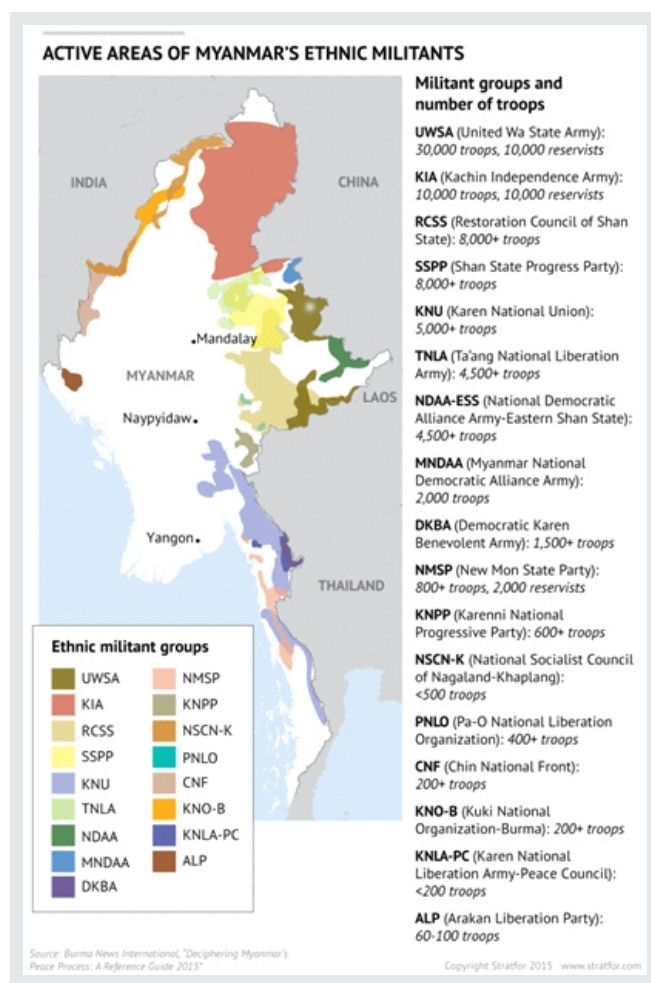 ACTIVE AREAS OF MYANMAR'S ETHNIC MILITANTS
INDIA
CHINA
Mandalay
MYANMAR
LAOS
Naypyidaw
Yangon
THAILAND
Ethnic militant groups
UWSA
KIA
RCSS
SSPP
KNU
TNLA
NDAA
MNDAA
DKBA
NMSP
KNPP
NSCN-K
PNLO
CNF
KNO-B
KNLA-PC
ALP
Militant groups and
number of troops
UWSA (United Wa State Army):
30,000 troops, 10,000 reservists
KIA (Kachin Independence Army):
10,000 troops, 10,000 reservists
RCSS (Restoration Council of Shan
State): 8,000+ troops
SSPP (Shan State Progress Party):
8,000+ troops
KNU (Karen National Union):
5,000+ troops
TNLA (Ta'ang National Liberation
Army): 4,500+ troops
NDAA-ESS (National Democratic
Alliance Army-Eastern Shan State):
4,500+ troops
MNDAA (Myanmar National
Democratic Alliance Army):
2,000 troops
DKBA (Democratic Karen
Benevolent Army): 1,500+ troops
NMSP (New Mon State Party):
800+ troops, 2,000 reservists
KNPP (Karenni National
Progressive Party): 600+ troops
NSCN-K (National Socialist Council
of Nagaland-Khaplang):
<500 troops
PNLO (Pa-O National Liberation
Organization): 400+ troops
CNF (Chin National Front):
200+ troops
KNO-B (Kuki National
Organization-Burma): 200+ troops
KNLA-PC (Karen National
Liberation Army-Peace Council):
<200 troops
ALP (Arakan Liberation Party):
60-100 troops
Source: Burma News International, "Deciphering Myanmar's
Peace Process: A Reference Guide 2015"
Copyright Stratfor 2015 www.stratfor.com